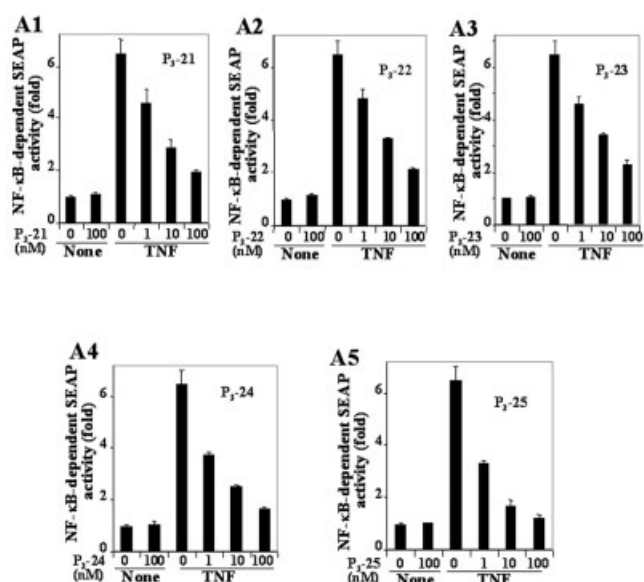 A1
NF-κB-dependent SEAP
activity (fold)
6
4
2
0
P₃-21
P₃-21
(nM)
0 100 0 1 10 100
None TNF
A2
NF-κB-dependent SEAP
activity (fold)
6
4
2
0
P₃-22
P₃-22
(nM)
0 100 0 1 10 100
None TNF
A3
NF-κB-dependent SEAP
activity (fold)
6
4
2
0
P₃-23
P₃-23
(nM)
0 100 0 1 10 100
None TNF
A4
NF-κB-dependent SEAP
activity (fold)
6
4
2
0
P₃-24
P₃-24
(nM)
0 100 0 1 10 100
None TNF
A5
NF-κB-dependent SEAP
activity (fold)
6
4
2
0
P₃-25
P₃-25
(nM)
0 100 0 1 10 100
None TNF